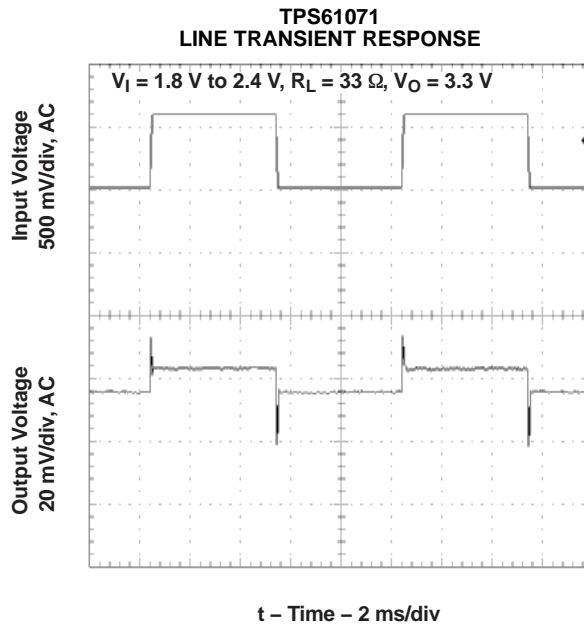 TPS61071
LINE TRANSIENT RESPONSE
V_I = 1.8 V to 2.4 V, R_L = 33 Ω, V_O = 3.3 V
Input Voltage
500 mV/div, AC
Output Voltage
20 mV/div, AC
t – Time – 2 ms/div